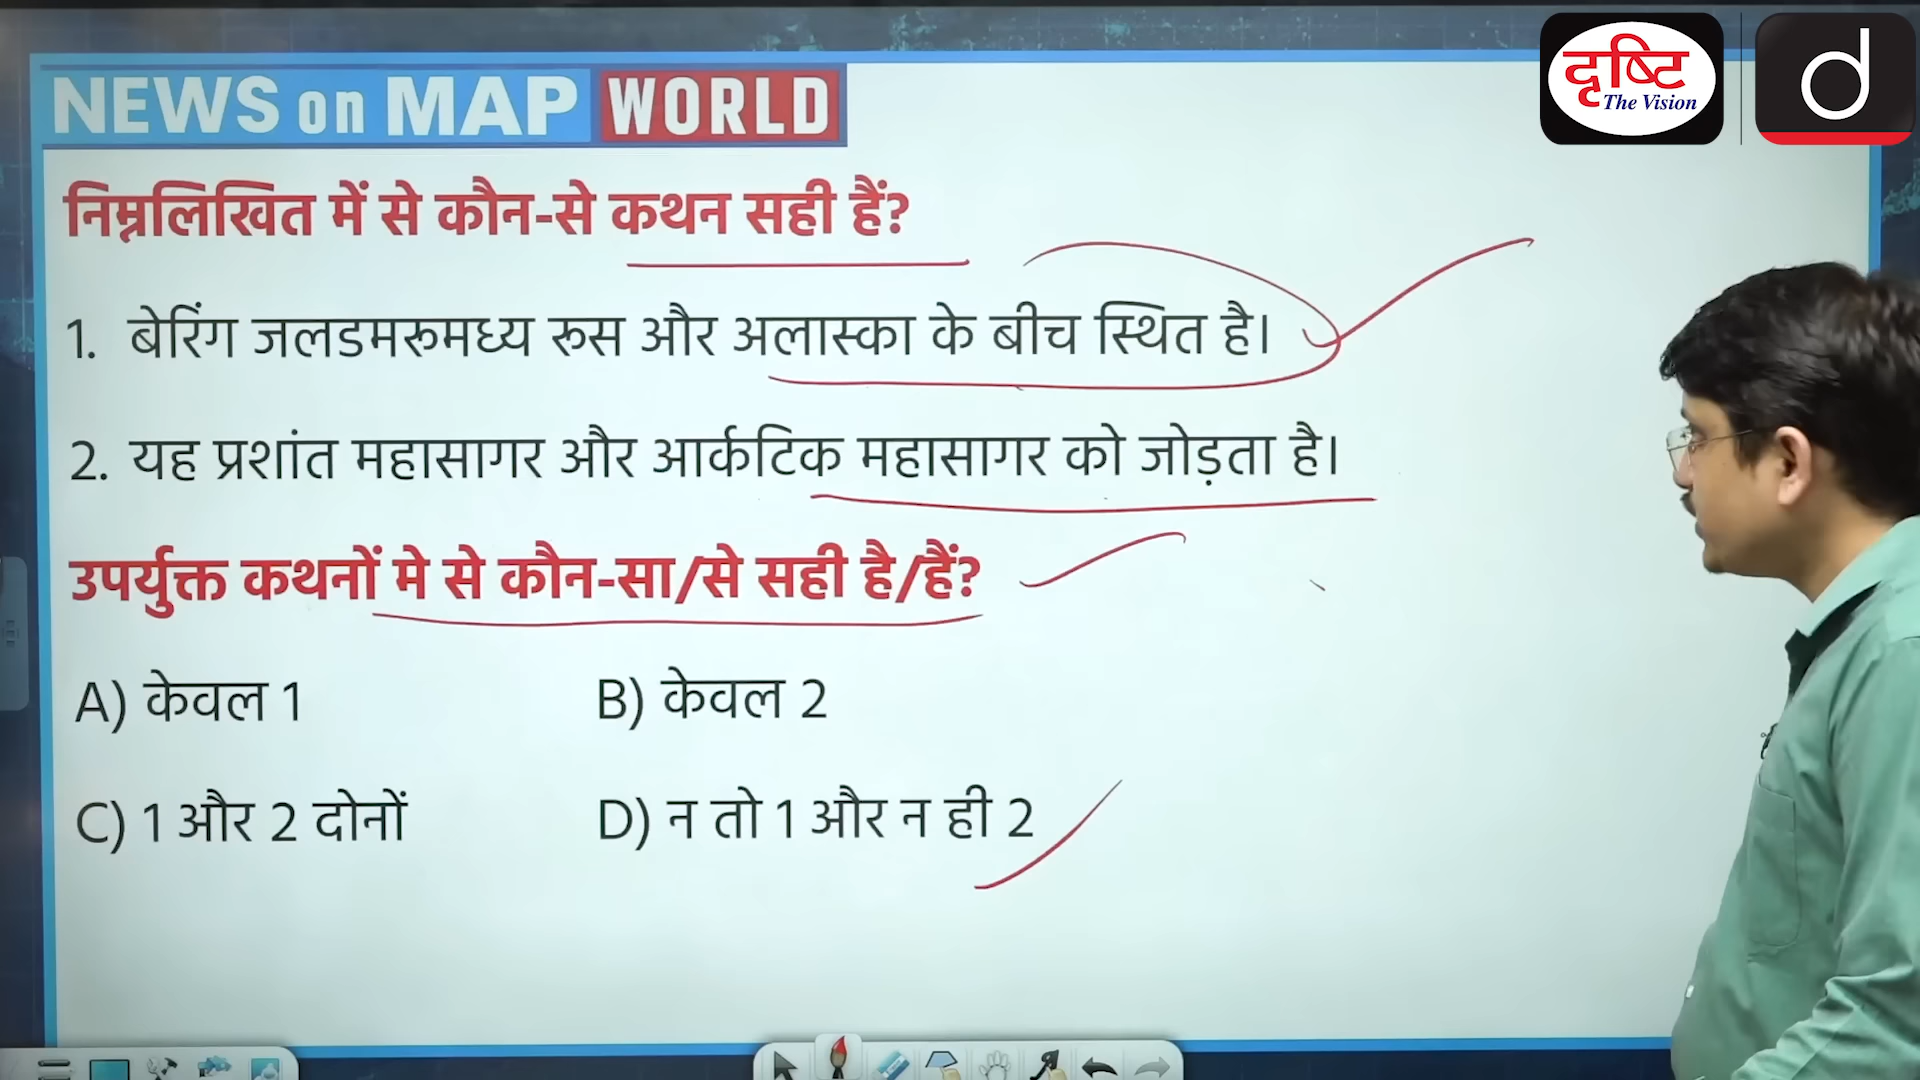 दृष्टि
The Vision
d
NEWS on MAP WORLD
निम्नलिखित में से कौन-से कथन सही हैं?
1. बेरिंग जलडमरूमध्य रूस और अलास्का के बीच स्थित है।
2. यह प्रशांत महासागर और आर्कटिक महासागर को जोड़ता है।
उपर्युक्त कथनों मे से कौन-सा/से सही है/हैं?
A) केवल 1 B) केवल 2
C) 1 और 2 दोनों D) न तो 1 और न ही 2